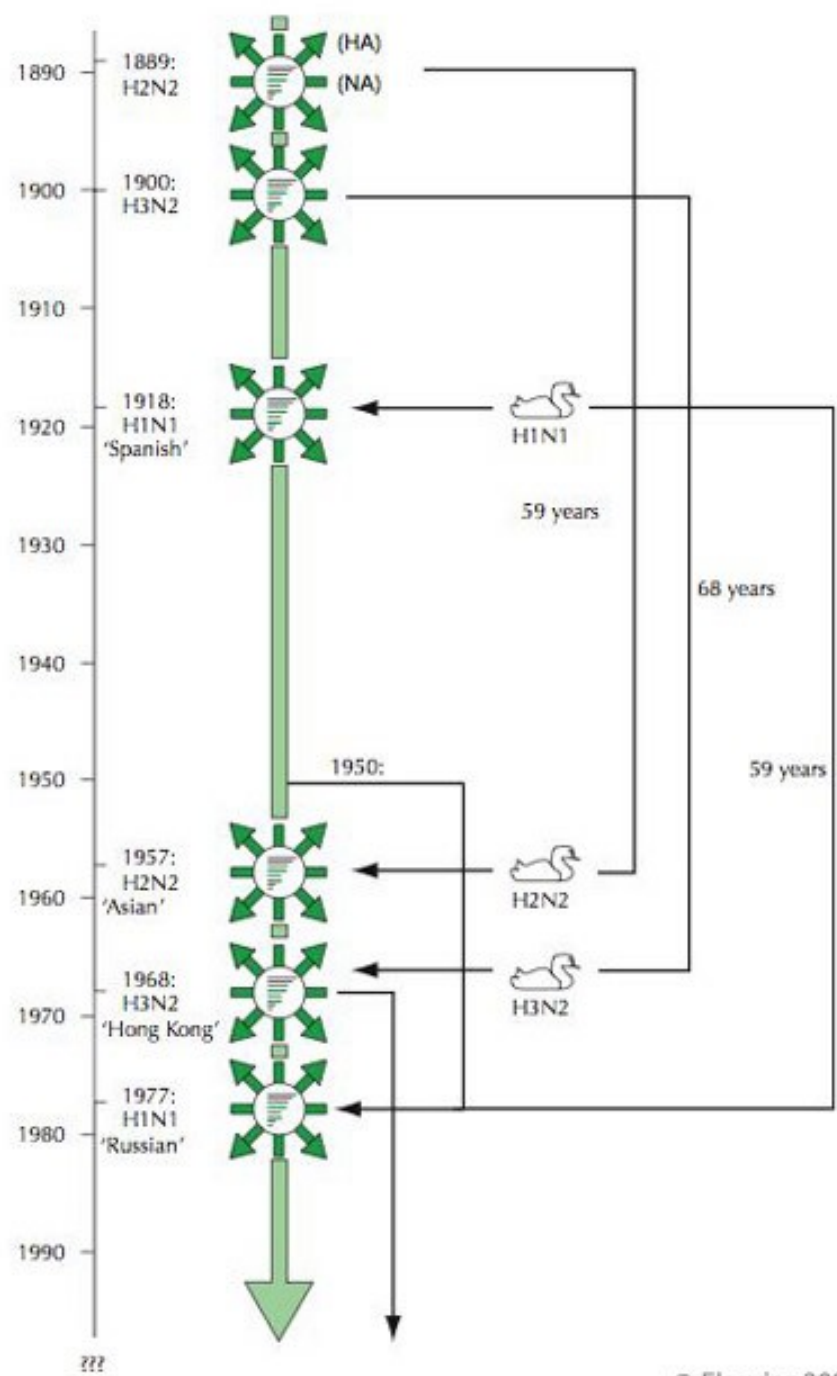 (HA)
1889:
H2N2
(NA)
1890
1900:
H3N2
1900
1910
1918:
H1N1
'Spanish'
1920
H1N1
59 years
1930
68 years
1940
1950:
1950
59 years
1957:
H2N2
'Asian'
1960
H2N2
1968:
H3N2
'Hong Kong'
1970
H3N2
1977:
H1N1
'Russian'
1980
1990
???